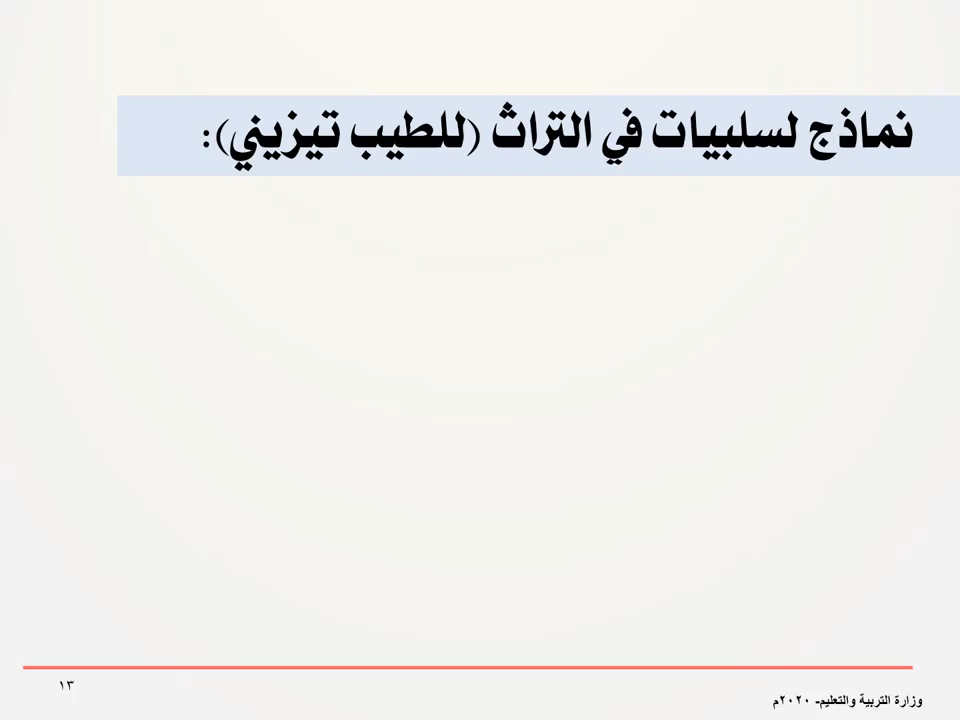 نماذج لسلبيات في التراث (للطيب تيزيني):
١٣
وزارة التربية والتعليم- ٢٠٢٠م